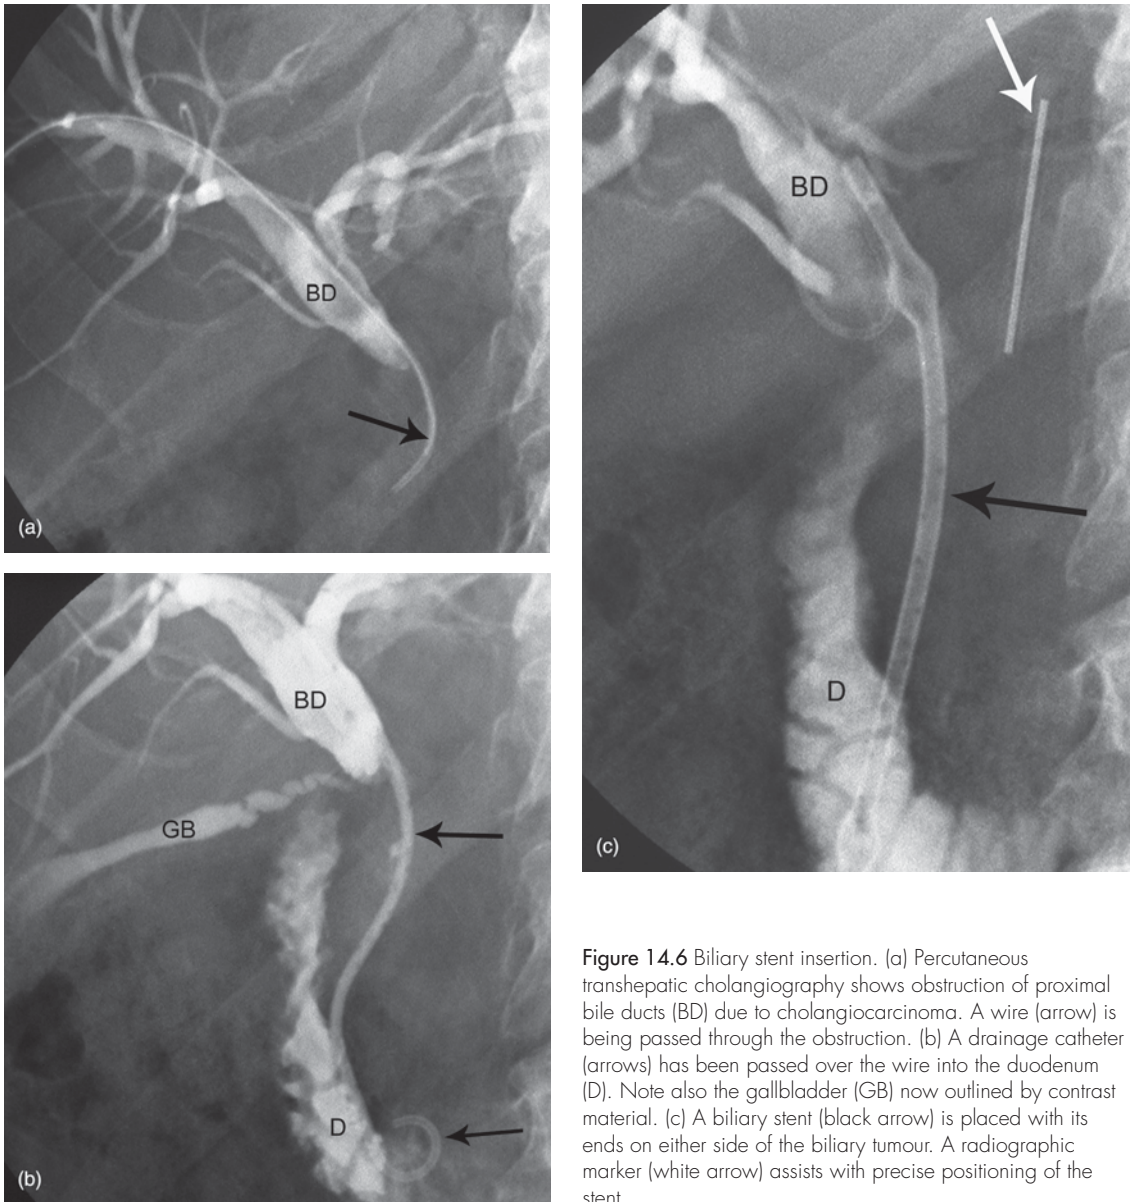 BD
(a)
BD
GB
D
(b)
BD
D
(c)
Figure 14.6 Biliary stent insertion. (a) Percutaneous
transhepatic cholangiography shows obstruction of proximal
bile ducts (BD) due to cholangiocarcinoma. A wire (arrow) is
being passed through the obstruction. (b) A drainage catheter
(arrows) has been passed over the wire into the duodenum
(D). Note also the gallbladder (GB) now outlined by contrast
material. (c) A biliary stent (black arrow) is placed with its
ends on either side of the biliary tumour. A radiographic
marker (white arrow) assists with precise positioning of the
stent